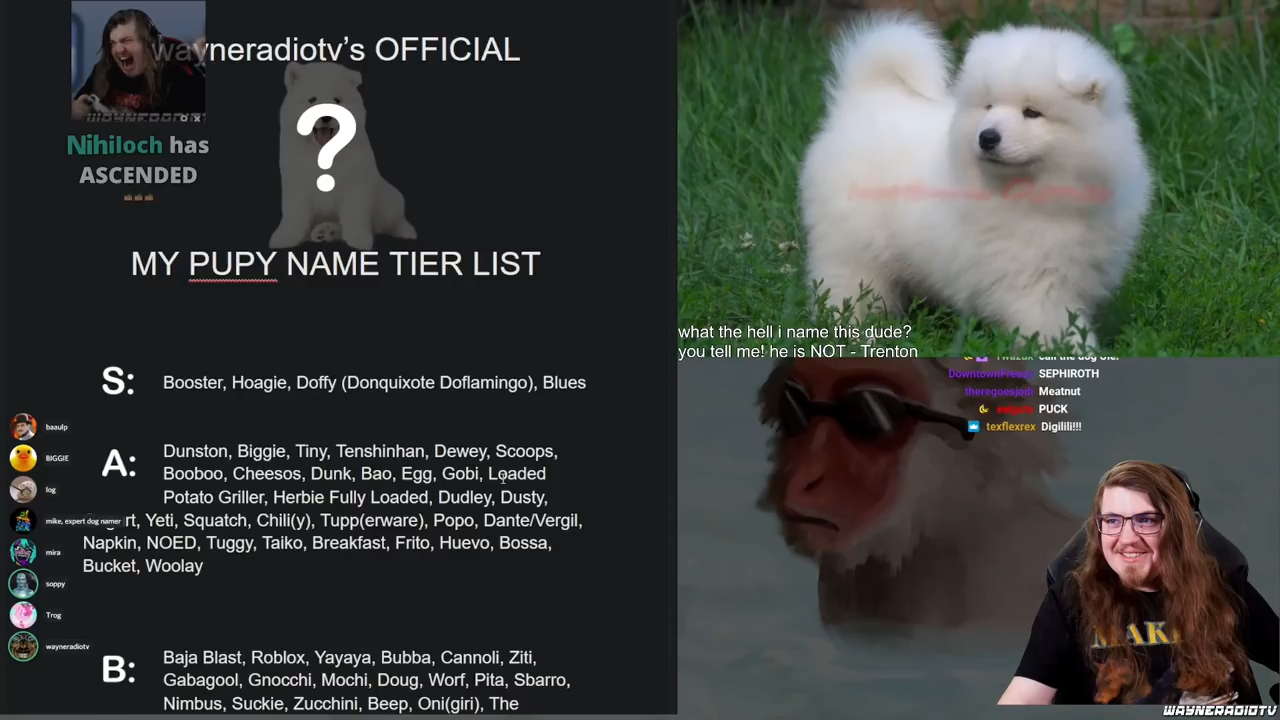 wayneradiotv's OFFICIAL
?
Nihiloch has
ASCENDED
MY PUPY NAME TIER LIST
S:
Booster, Hoagie, Doffy (Donquixote Doflamingo), Blues
A:
Dunston, Biggie, Tiny, Tenshinhan, Dewey, Scoops,
Booboo, Cheesos, Dunk, Bao, Egg, Gobi, Loaded
Potato Griller, Herbie Fully Loaded, Dudley, Dusty,
Yeti, Squatch, Chili(y), Tupp(erware), Popo, Dante/Vergil,
Napkin, NOED, Tuggy, Taiko, Breakfast, Frito, Huevo, Bossa,
Bucket, Woolay
B:
Baja Blast, Roblox, Yayaya, Bubba, Cannoli, Ziti,
Gabagool, Gnocchi, Mochi, Doug, Worf, Pita, Sbarro,
Nimbus, Suckie, Zucchini, Beep, Oni(giri), The
baaulp
BIGGIE
log
mike, expert dog namer
mira
soppy
Trog
wayneradiotv
what the hell i name this dude?
you tell me! he is NOT - Trenton
SEPHIROTH
theregoesjodi Meatnut
PUCK
texflexrex Digilili!!!
WAYNERADIOTV